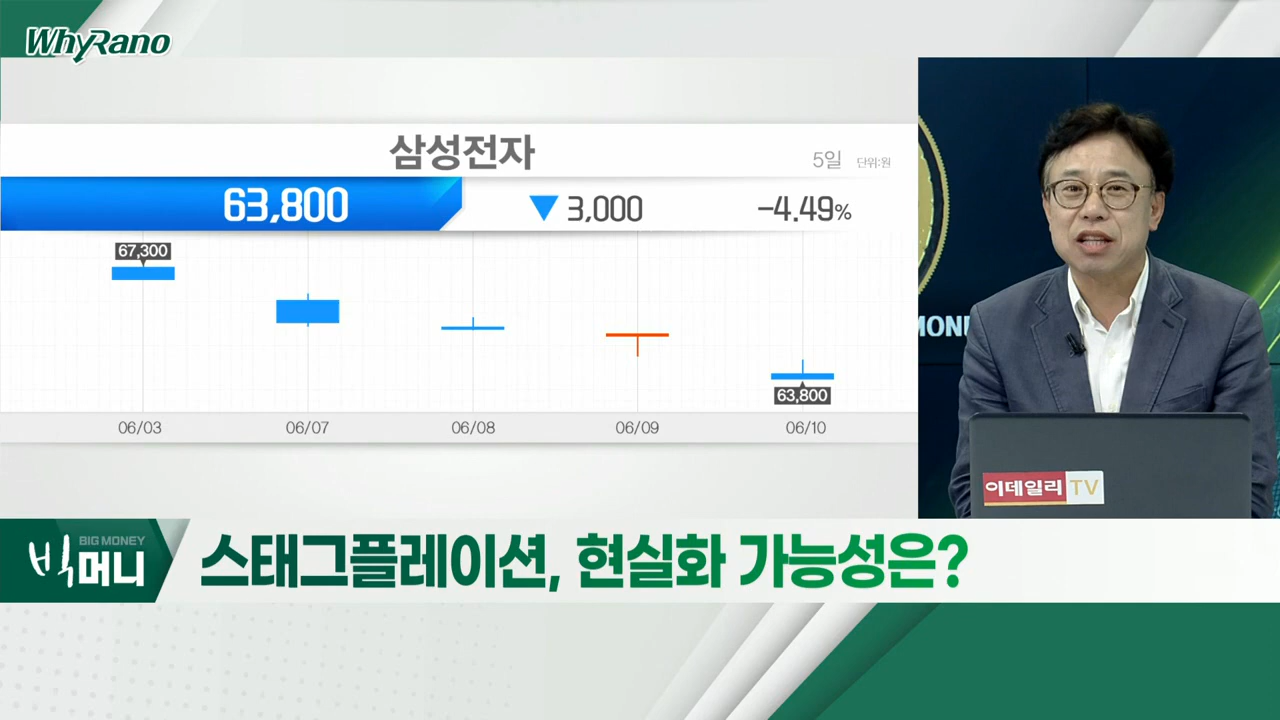 WhyRano
삼성전자
5일 단위:원
63,800 ▼ 3,000 -4.49%
67,300
63,800
06/03 06/07 06/08 06/09 06/10
MONE
이데일리 TV
BIG MONEY
빅머니
스태그플레이션, 현실화 가능성은?